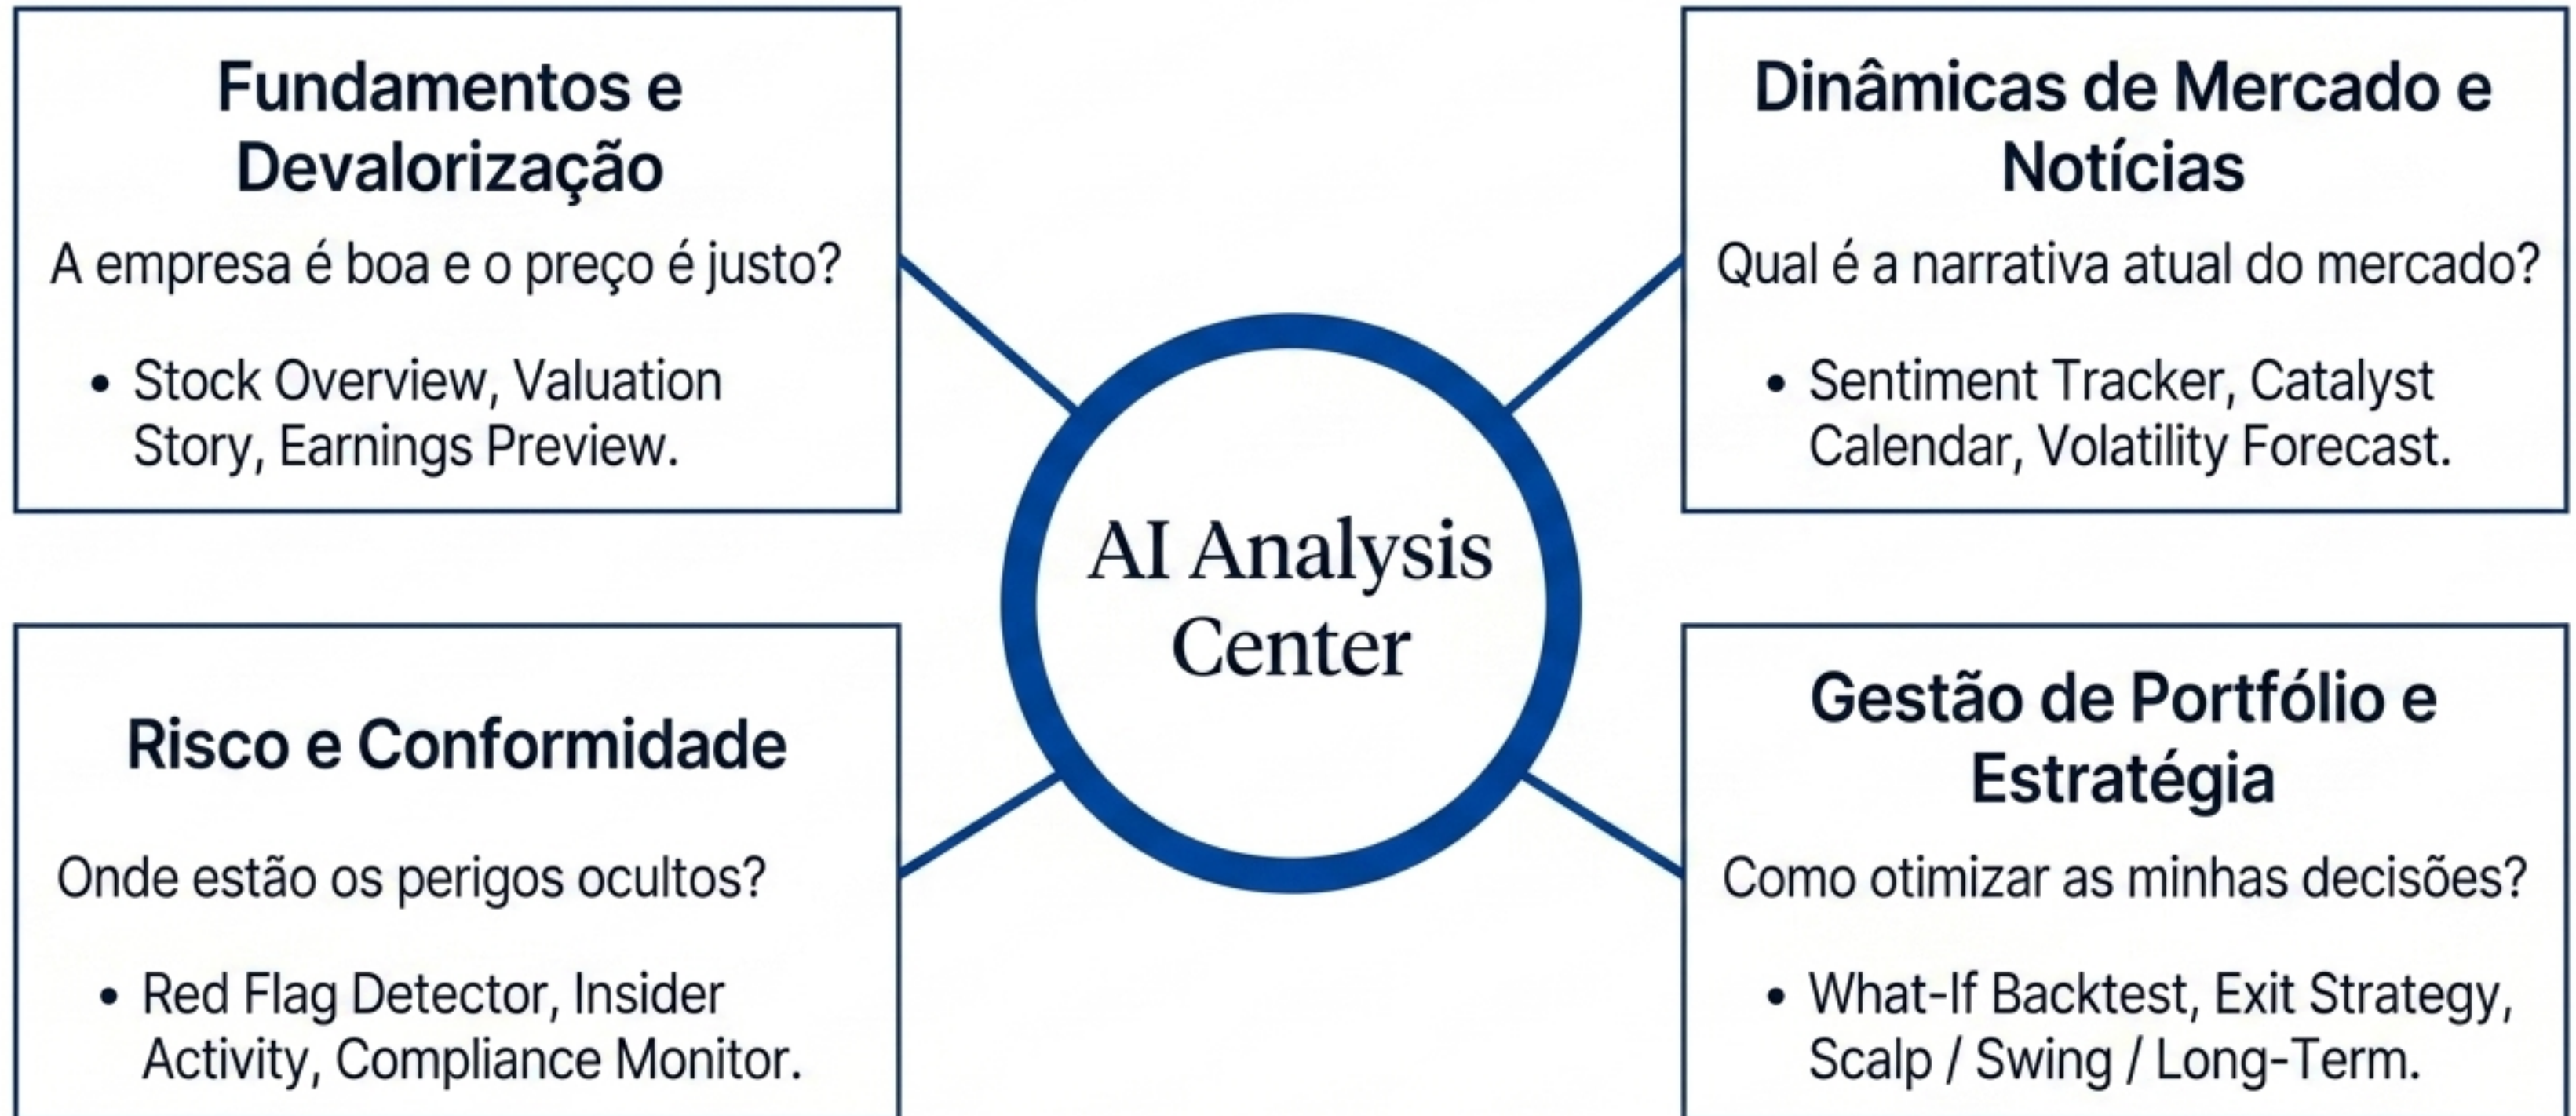 Fundamentos e
Devalorização
A empresa é boa e o preço é justo?
• Stock Overview, Valuation
Story, Earnings Preview.
Dinâmicas de Mercado e
Notícias
Qual é a narrativa atual do mercado?
• Sentiment Tracker, Catalyst
Calendar, Volatility Forecast.
AI Analysis
Center
Risco e Conformidade
Onde estão os perigos ocultos?
• Red Flag Detector, Insider
Activity, Compliance Monitor.
Gestão de Portfólio e
Estratégia
Como otimizar as minhas decisões?
• What-If Backtest, Exit Strategy,
Scalp / Swing / Long-Term.